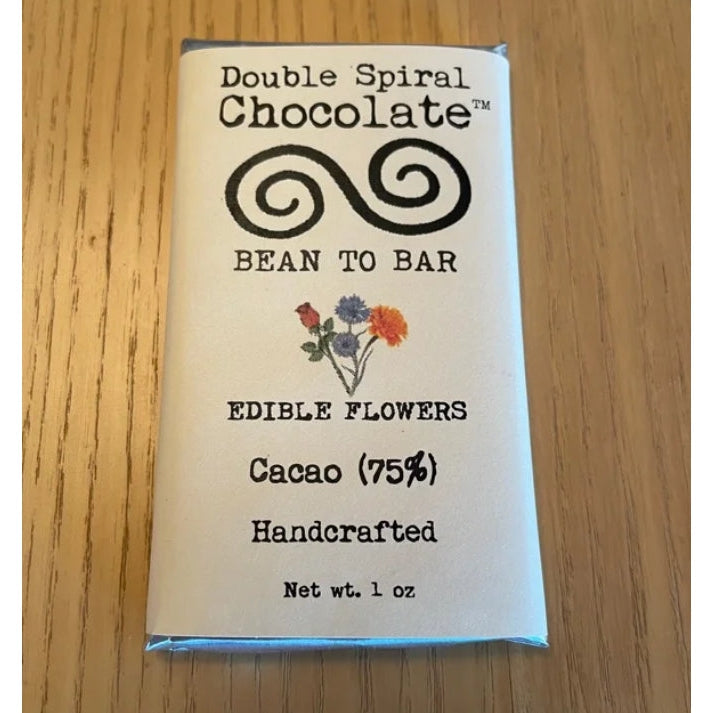 Double Spiral
Chocolate™
BEAN TO BAR
EDIBLE FLOWERS
Cacao (75%)
Handcrafted
Net wt. 1 oz